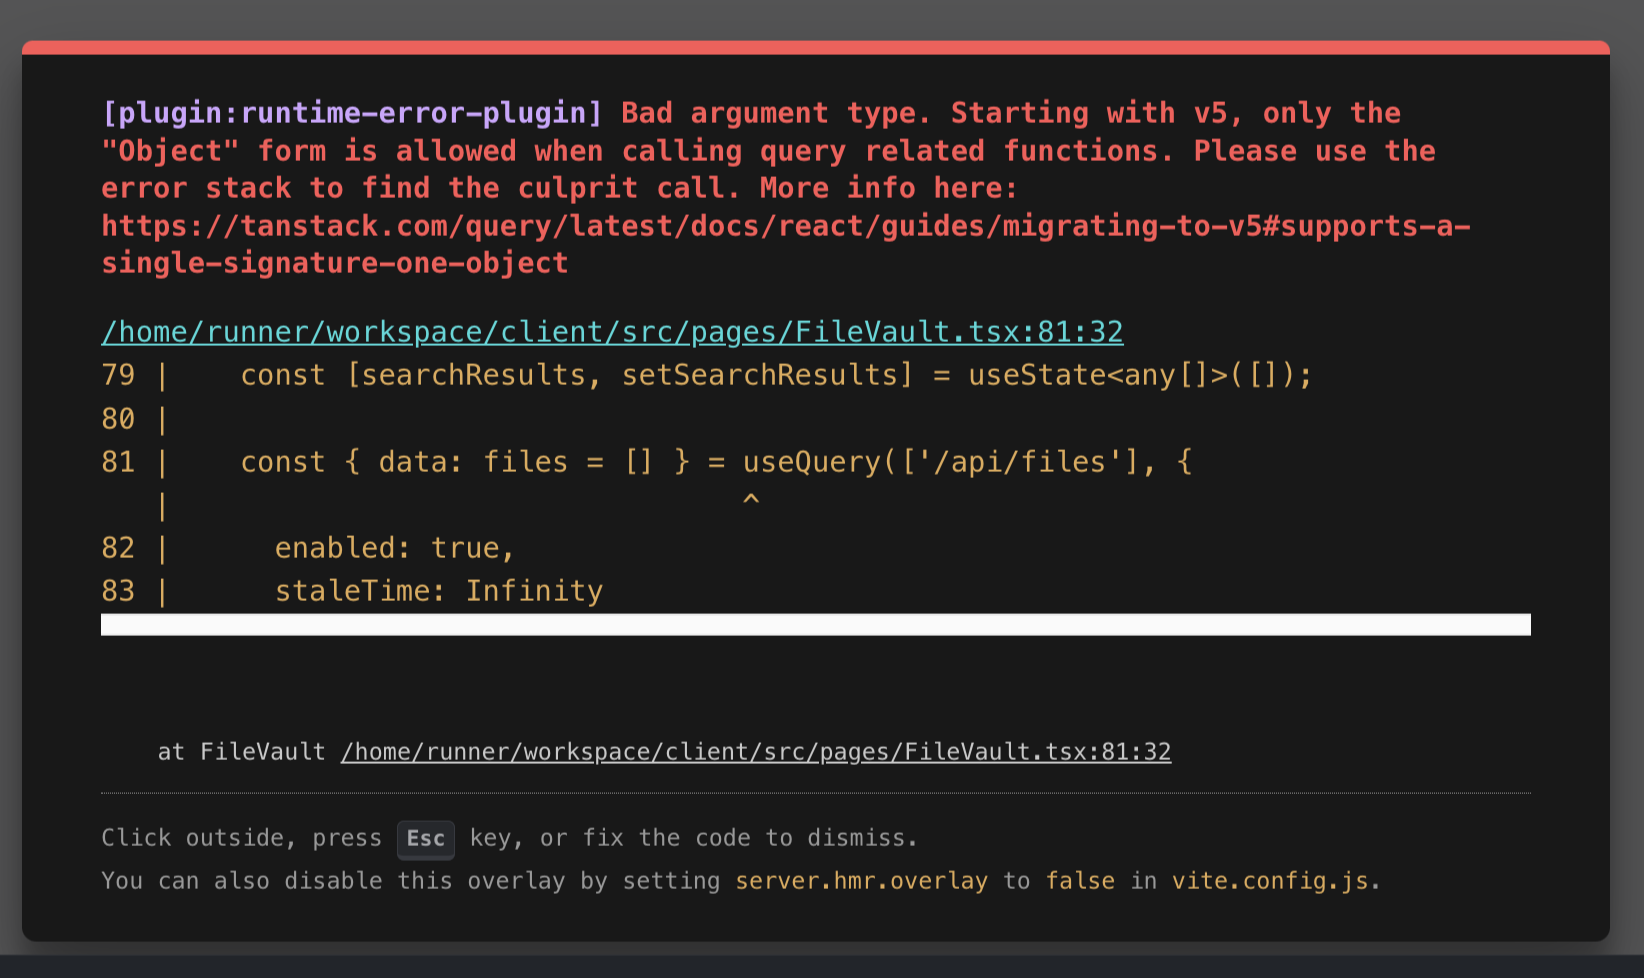 [plugin:runtime-error-plugin] Bad argument type. Starting with v5, only the
"Object" form is allowed when calling query related functions. Please use the
error stack to find the culprit call. More info here:
https://tanstack.com/query/latest/docs/react/guides/migrating-to-v5#supports-a-
single-signature-one-object
/home/runner/workspace/client/src/pages/FileVault.tsx:81:32
79 |    const [searchResults, setSearchResults] = useState<any[]>([]);
80 |
81 |    const { data: files = [] } = useQuery(['/api/files'], {
   |                                 ^
82 |      enabled: true,
83 |      staleTime: Infinity
at FileVault /home/runner/workspace/client/src/pages/FileVault.tsx:81:32
Click outside, press Esc key, or fix the code to dismiss.
You can also disable this overlay by setting server.hmr.overlay to false in vite.config.js.